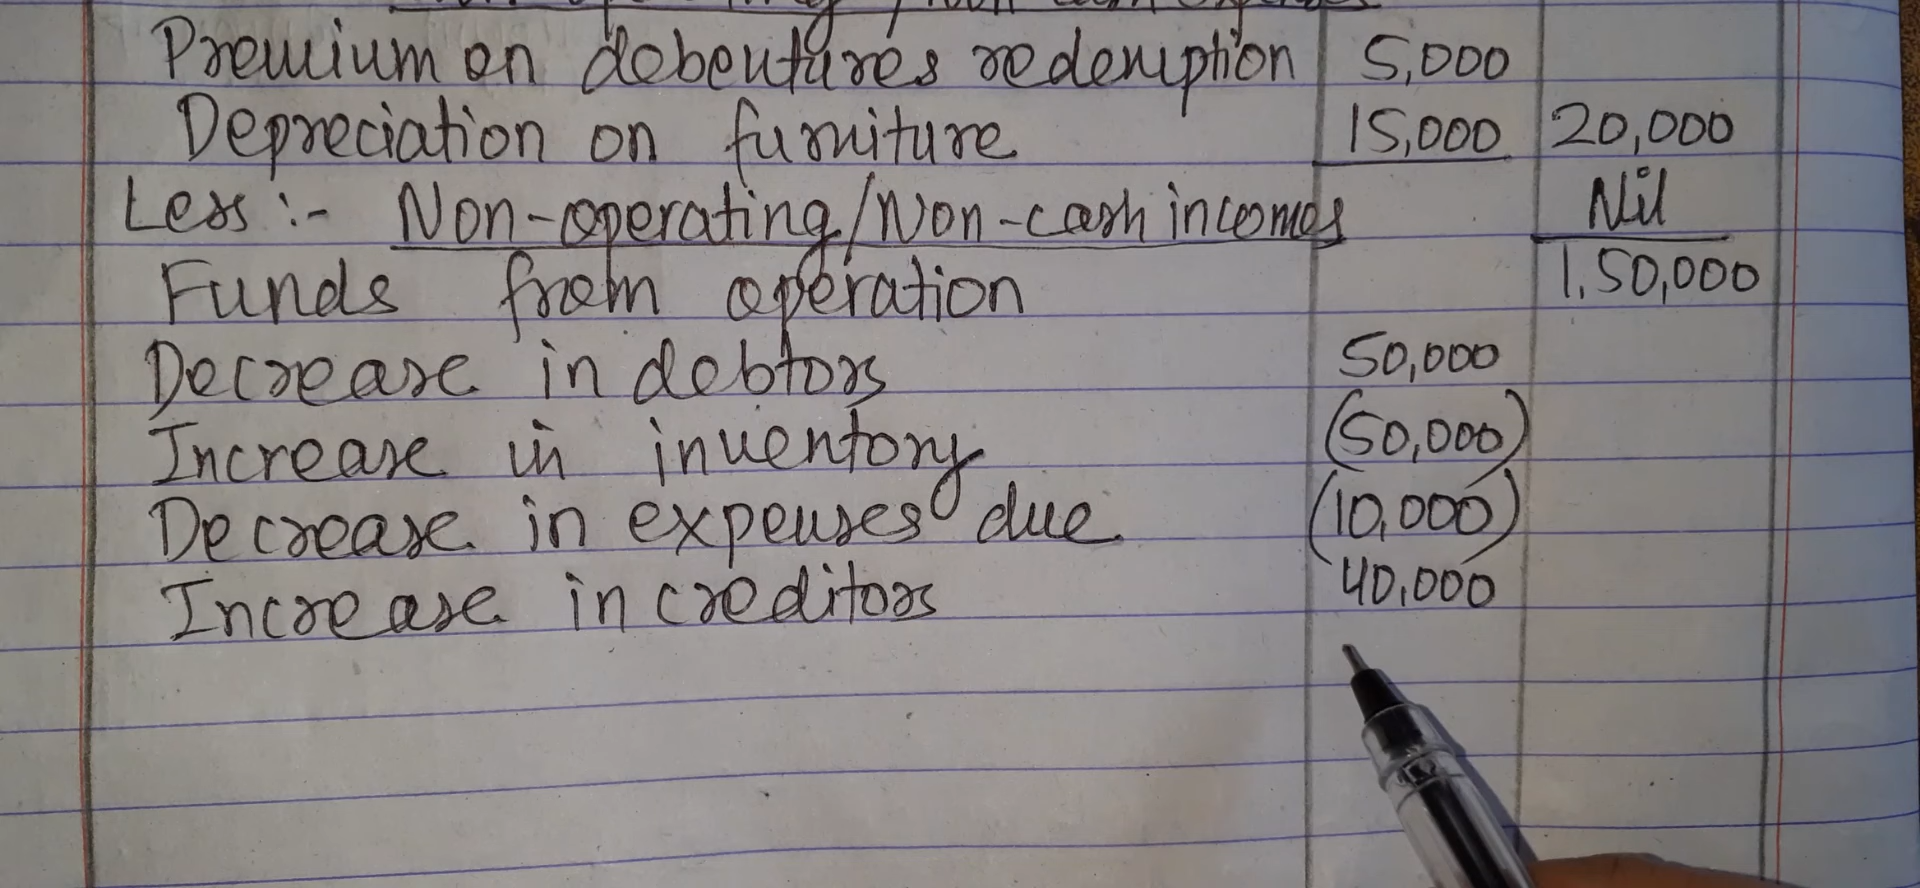 Premium on debentures redemption 5,000
Depreciation on furniture 15,000 20,000
Less :- Non-operating/Non-cash incomes Nil
Funds from operation 1,50,000
Decrease in debtors 50,000
Increase in inventory (50,000)
Decrease in expenses due (10,000)
Increase in creditors 40,000